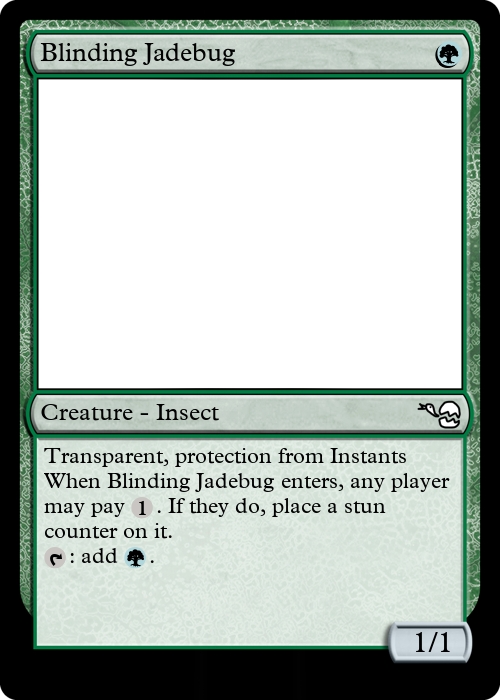 Blinding Jadebug
Creature - Insect
Transparent, protection from Instants
When Blinding Jadebug enters, any player
may pay 1 . If they do, place a stun
counter on it.
: add .
1/1